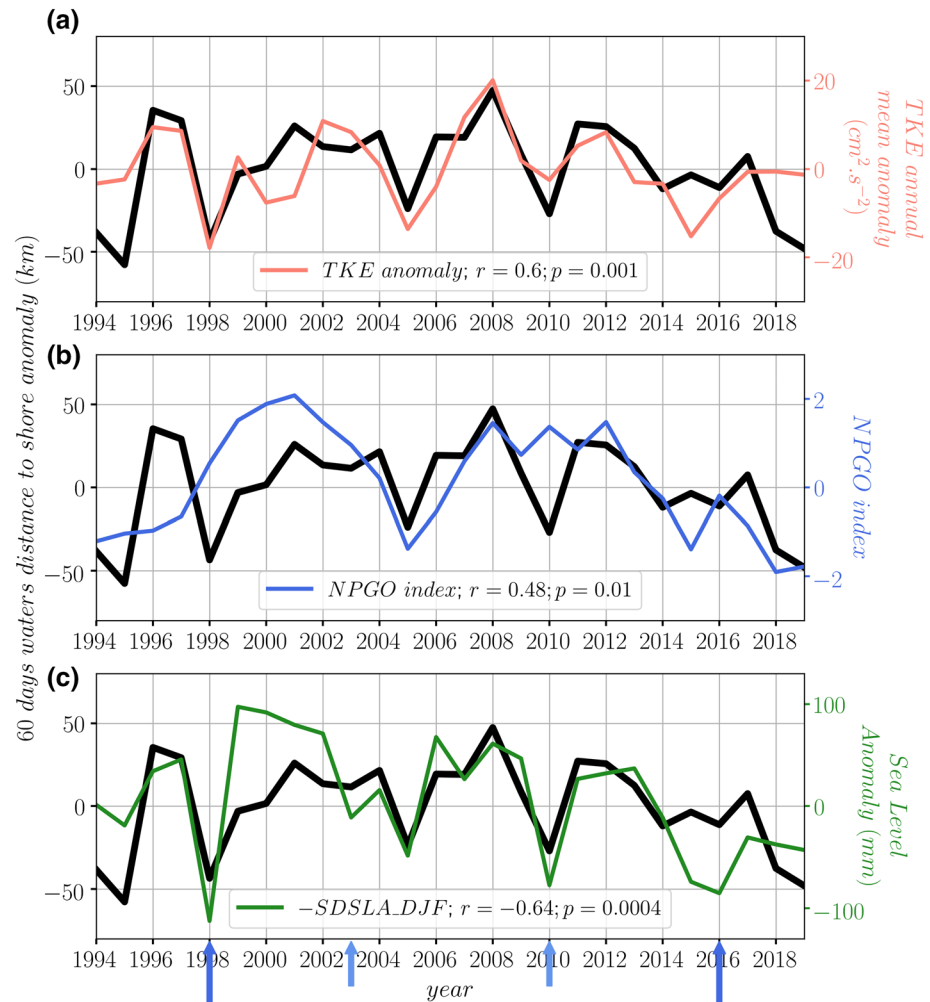 (a)
50
0
−50
20
0
−20
TKE annual
mean anomaly
(cm².s⁻²)
TKE anomaly; r = 0.6; p = 0.001
1994 1996 1998 2000 2002 2004 2006 2008 2010 2012 2014 2016 2018
60 days waters distance to shore anomaly (km)
(b)
50
0
−50
2
0
−2
NPGO index
NPGO index; r = 0.48; p = 0.01
1994 1996 1998 2000 2002 2004 2006 2008 2010 2012 2014 2016 2018
(c)
50
0
−50
100
0
−100
Sea Level
Anomaly (mm)
−SDSLA_DJF; r = −0.64; p = 0.0004
1994 1996 1998 2000 2002 2004 2006 2008 2010 2012 2014 2016 2018
year